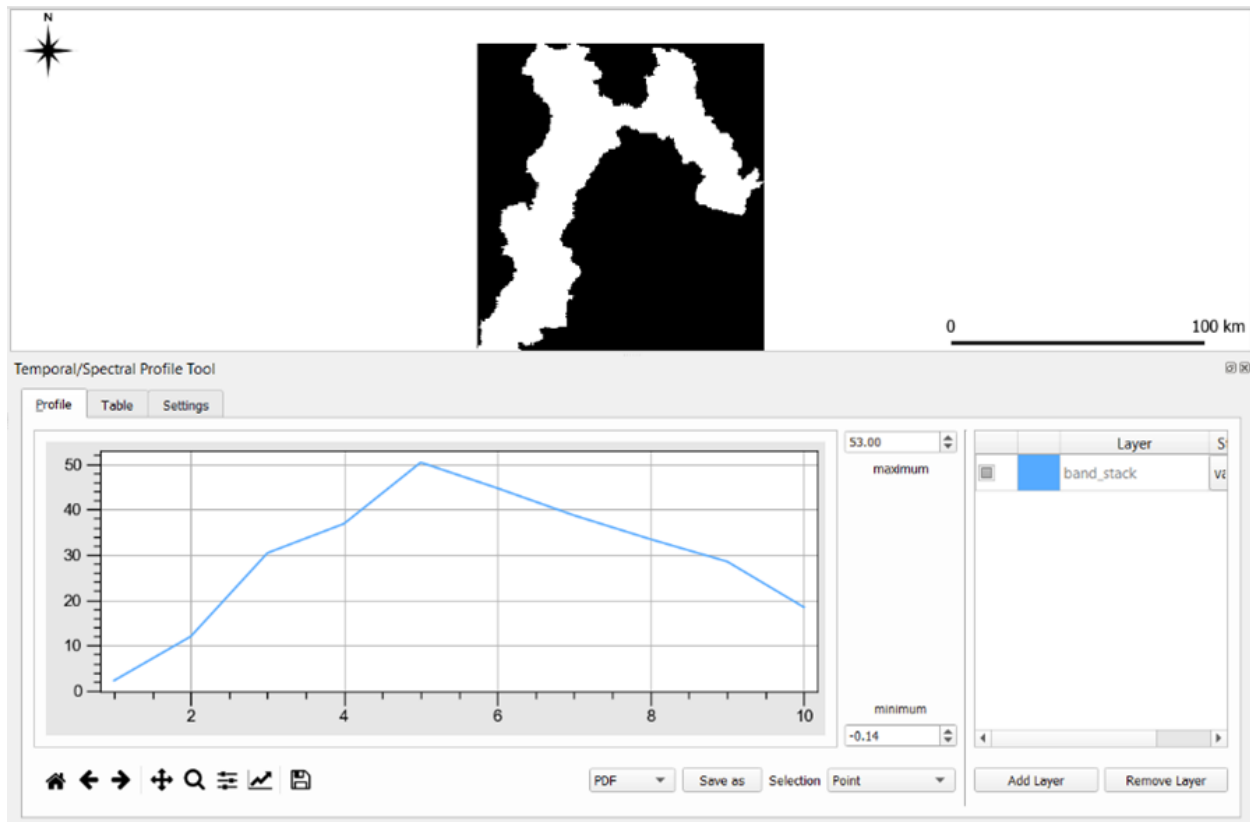 N
0 100 km
Temporal/Spectral Profile Tool
Profile Table Settings
53.00
maximum
Layer
band_stack
50
40
30
20
10
0
2 4 6 8 10
minimum
-0.14
PDF Save as Selection Point
Add Layer Remove Layer